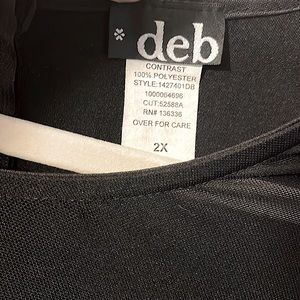 * deb
CONTRAST
100% POLYESTER
STYLE:1427401DB
1000064696
CUT:52588A
RN# 136336
OVER FOR CARE
2X